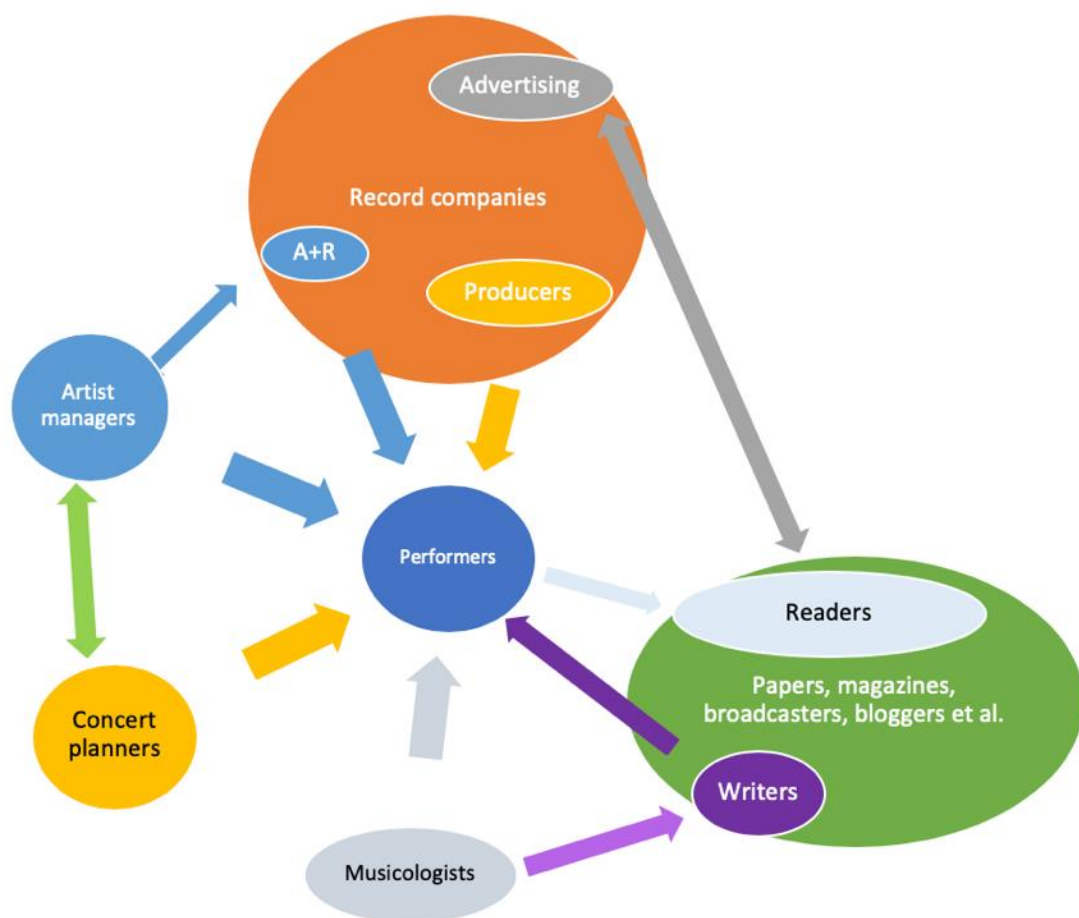 Advertising
Record companies
A+R
Producers
Artist
managers
Performers
Readers
Papers, magazines,
broadcasters, bloggers et al.
Concert
planners
Writers
Musicologists